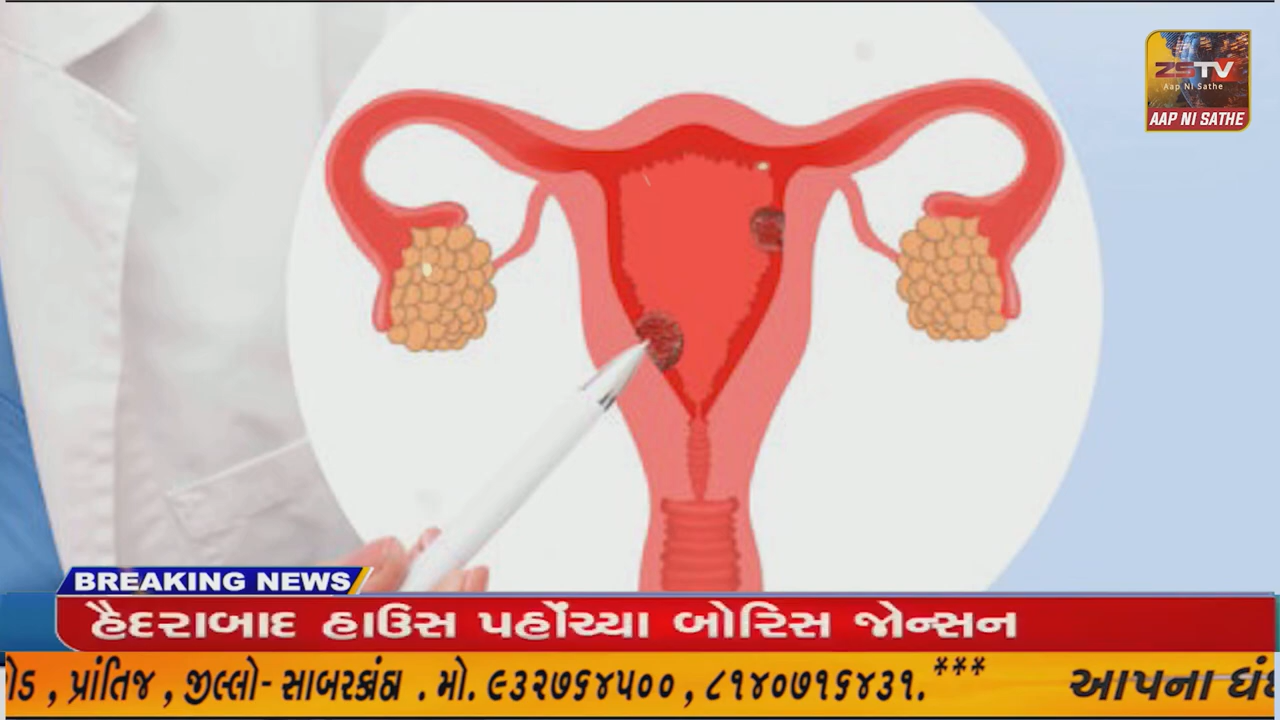 ZSTV
Aap Ni Sathe
AAP NI SATHE
BREAKING NEWS
હૈદરાબાદ હાઉસ પહોંચ્યા બોરિસ જોન્સન
, પ્રાંતિજ , જીલ્લો- સાબરકાંઠા . મો. ૯૩૨૭૬૪૫૦૦ , ૮૧૪૦૭૧૬૪૩૧.*** આપના